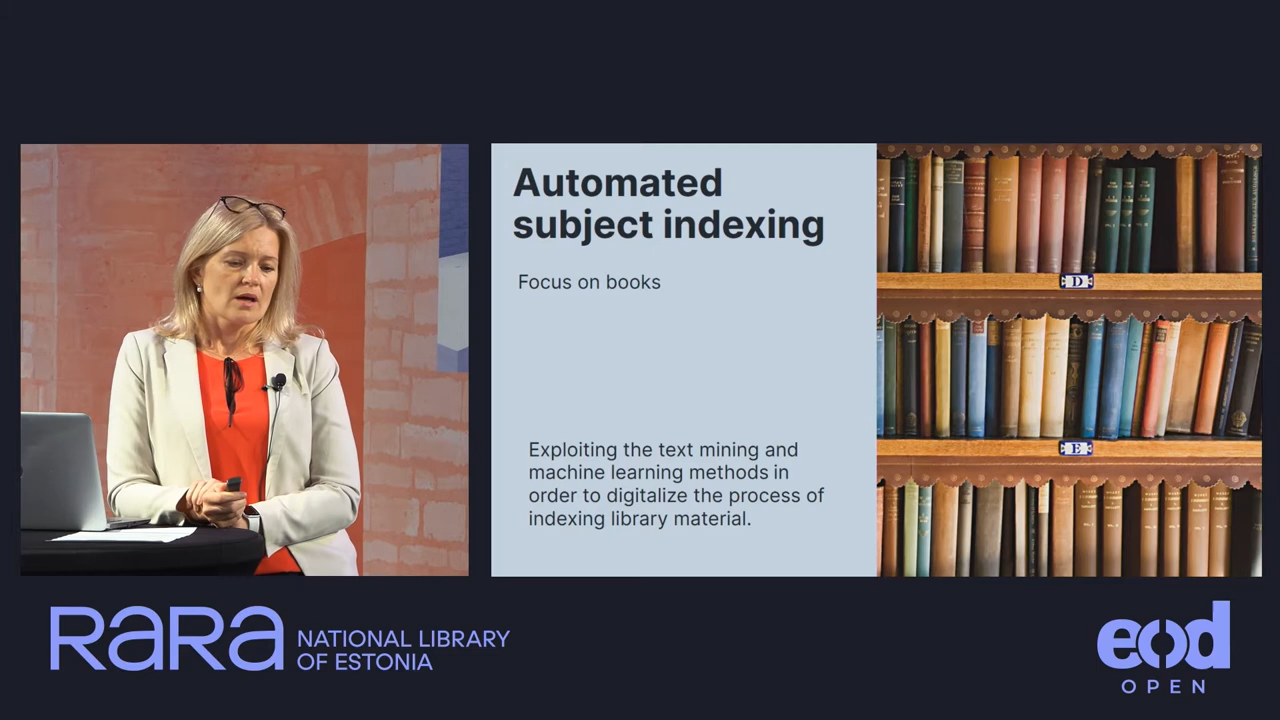 Automated
subject indexing
Focus on books
Exploiting the text mining and
machine learning methods in
order to digitalize the process of
indexing library material.
D
E
RaRa
NATIONAL LIBRARY
OF ESTONIA
eod
OPEN